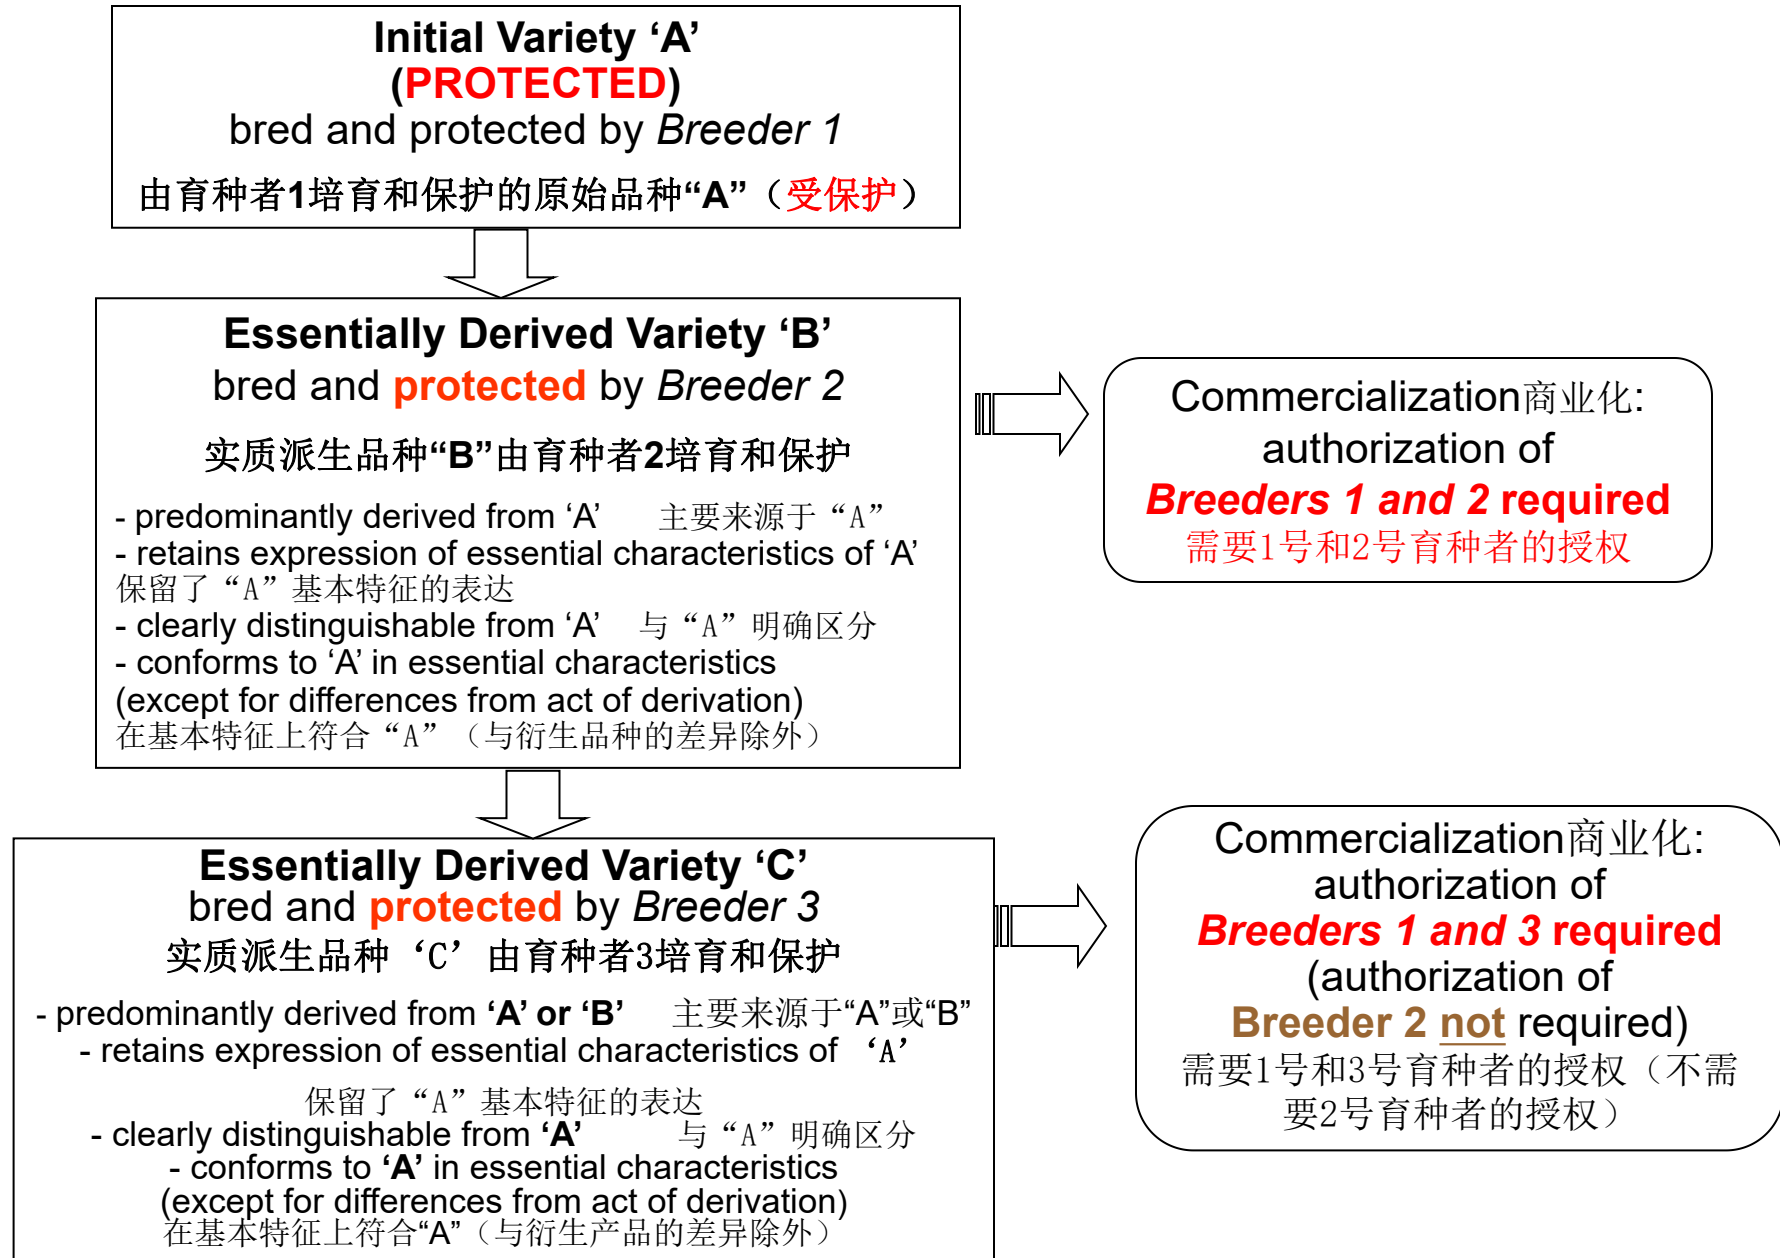 Initial Variety ‘A’
(PROTECTED)
bred and protected by Breeder 1
由育种者1培育和保护的原始品种“A”（受保护）
Essentially Derived Variety ‘B’
bred and protected by Breeder 2
实质派生品种“B”由育种者2培育和保护
- predominantly derived from ‘A’ 主要来源于“A”
- retains expression of essential characteristics of ‘A’
保留了“A”基本特征的表达
- clearly distinguishable from ‘A’ 与“A”明确区分
- conforms to ‘A’ in essential characteristics
(except for differences from act of derivation)
在基本特征上符合“A”（与衍生品种的差异除外）
Commercialization商业化:
authorization of
Breeders 1 and 2 required
需要1号和2号育种者的授权
Essentially Derived Variety ‘C’
bred and protected by Breeder 3
实质派生品种‘C’由育种者3培育和保护
- predominantly derived from ‘A’ or ‘B’ 主要来源于“A”或“B”
- retains expression of essential characteristics of ‘A’
保留了“A”基本特征的表达
- clearly distinguishable from ‘A’ 与“A”明确区分
- conforms to ‘A’ in essential characteristics
(except for differences from act of derivation)
在基本特征上符合“A”（与衍生产品的差异除外）
Commercialization商业化:
authorization of
Breeders 1 and 3 required
(authorization of
Breeder 2 not required)
需要1号和3号育种者的授权（不需
要2号育种者的授权）